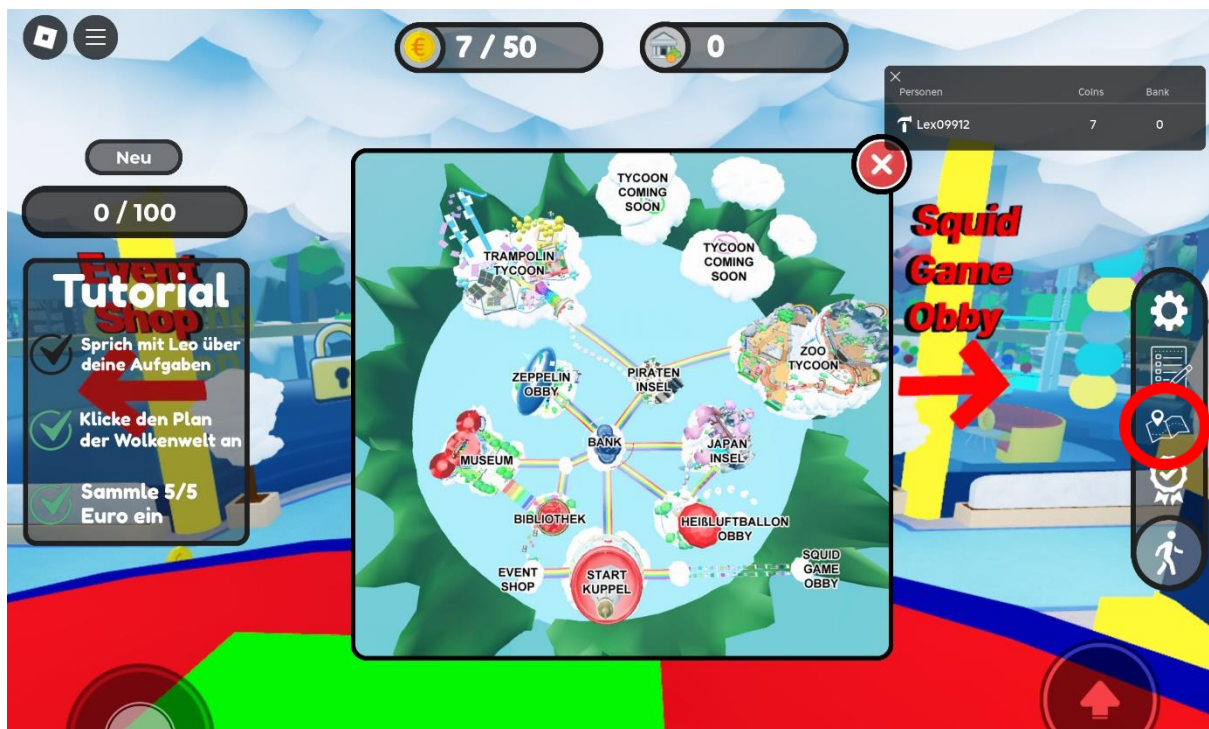 7 / 50
0
Personen Coins Bank
Lex09912 7 0
Neu
0 / 100
Event
Shop
Tutorial
Sprich mit Leo über
deine Aufgaben
Klicke den Plan
der Wolkenwelt an
Sammle 5/5
Euro ein
TYCOON
COMING
SOON
TYCOON
COMING
SOON
TRAMPOLIN
TYCOON
ZOO
TYCOON
ZEPPELIN
OBBY
PIRATEN
INSEL
BANK
JAPAN
INSEL
MUSEUM
BIBLIOTHEK
HEIßLUFTBALLON
OBBY
EVENT
SHOP
START
KUPPEL
SQUID
GAME
OBBY
Squid
Game
Obby